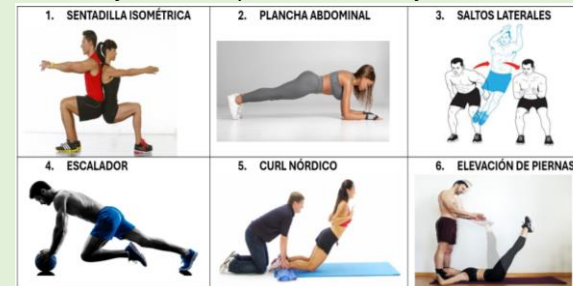 1. SENTADILLA ISOMÉTRICA
2. PLANCHA ABDOMINAL
3. SALTOS LATERALES
4. ESCALADOR
5. CURL NÓRDICO
6. ELEVACIÓN DE PIERNAS